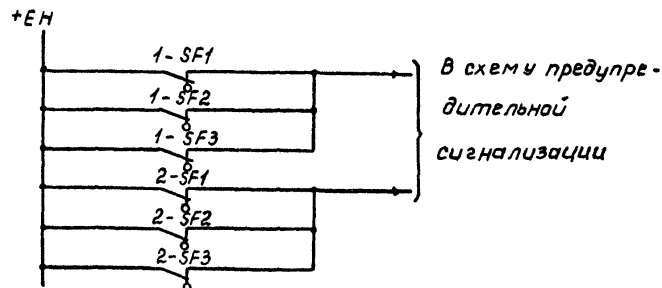 +ЕН
1-SF1
1-SF2
1-SF3
2-SF1
2-SF2
2-SF3
В схему предупре-
дительной
сигнализации